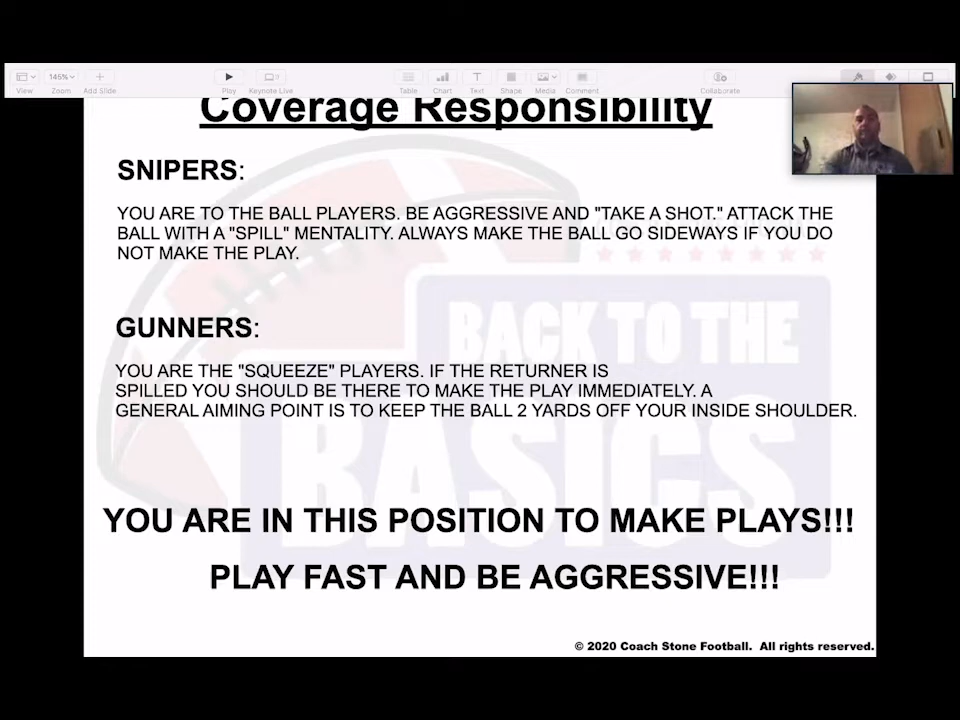 View
145%
Zoom
Add Slide
Play
Keynote Live
Table
Chart
Text
Shape
Media
Comment
Collaborate
Coverage Responsibility
SNIPERS:
YOU ARE TO THE BALL PLAYERS. BE AGGRESSIVE AND "TAKE A SHOT." ATTACK THE
BALL WITH A "SPILL" MENTALITY. ALWAYS MAKE THE BALL GO SIDEWAYS IF YOU DO
NOT MAKE THE PLAY.
GUNNERS:
YOU ARE THE "SQUEEZE" PLAYERS. IF THE RETURNER IS
SPILLED YOU SHOULD BE THERE TO MAKE THE PLAY IMMEDIATELY. A
GENERAL AIMING POINT IS TO KEEP THE BALL 2 YARDS OFF YOUR INSIDE SHOULDER.
BACK TO THE
BASICS
YOU ARE IN THIS POSITION TO MAKE PLAYS!!!
PLAY FAST AND BE AGGRESSIVE!!!
© 2020 Coach Stone Football. All rights reserved.